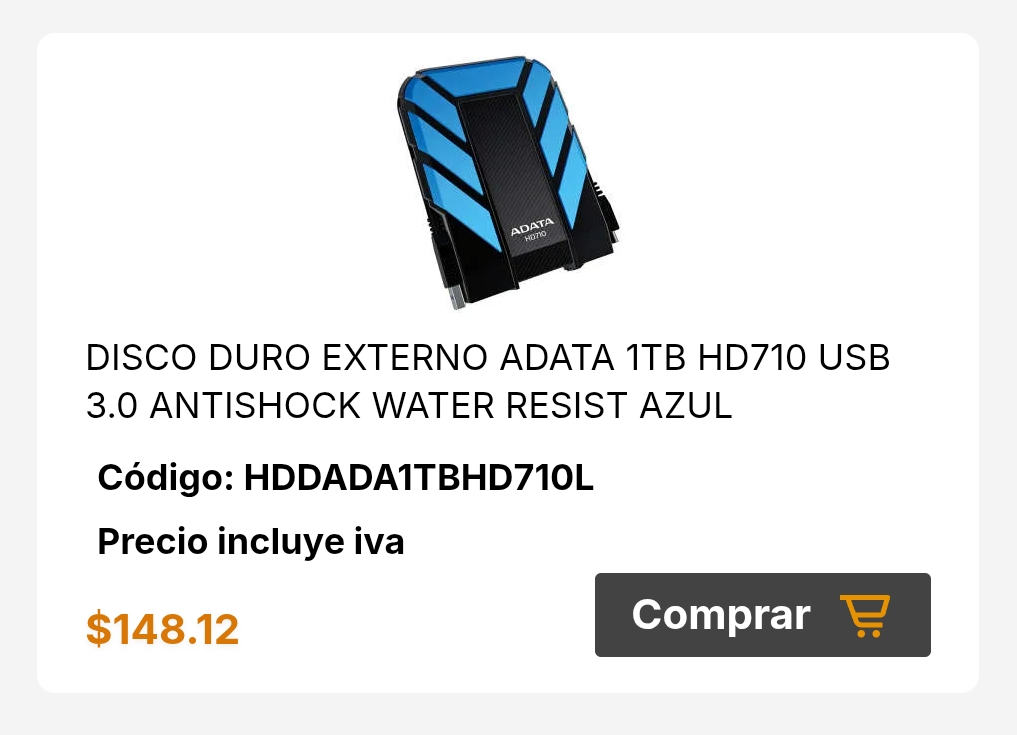 ADATA
HD710
DISCO DURO EXTERNO ADATA 1TB HD710 USB
3.0 ANTISHOCK WATER RESIST AZUL
Código: HDDADA1TBHD710L
Precio incluye iva
$148.12
Comprar